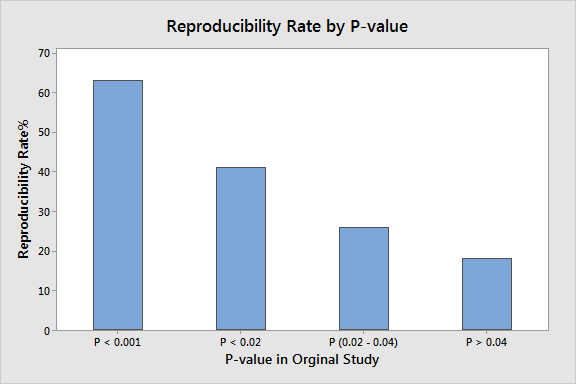 Reproducibility Rate by P-value
Reproducibility Rate%
70
60
50
40
30
20
10
0
P < 0.001
P < 0.02
P (0.02 - 0.04)
P > 0.04
P-value in Orginal Study